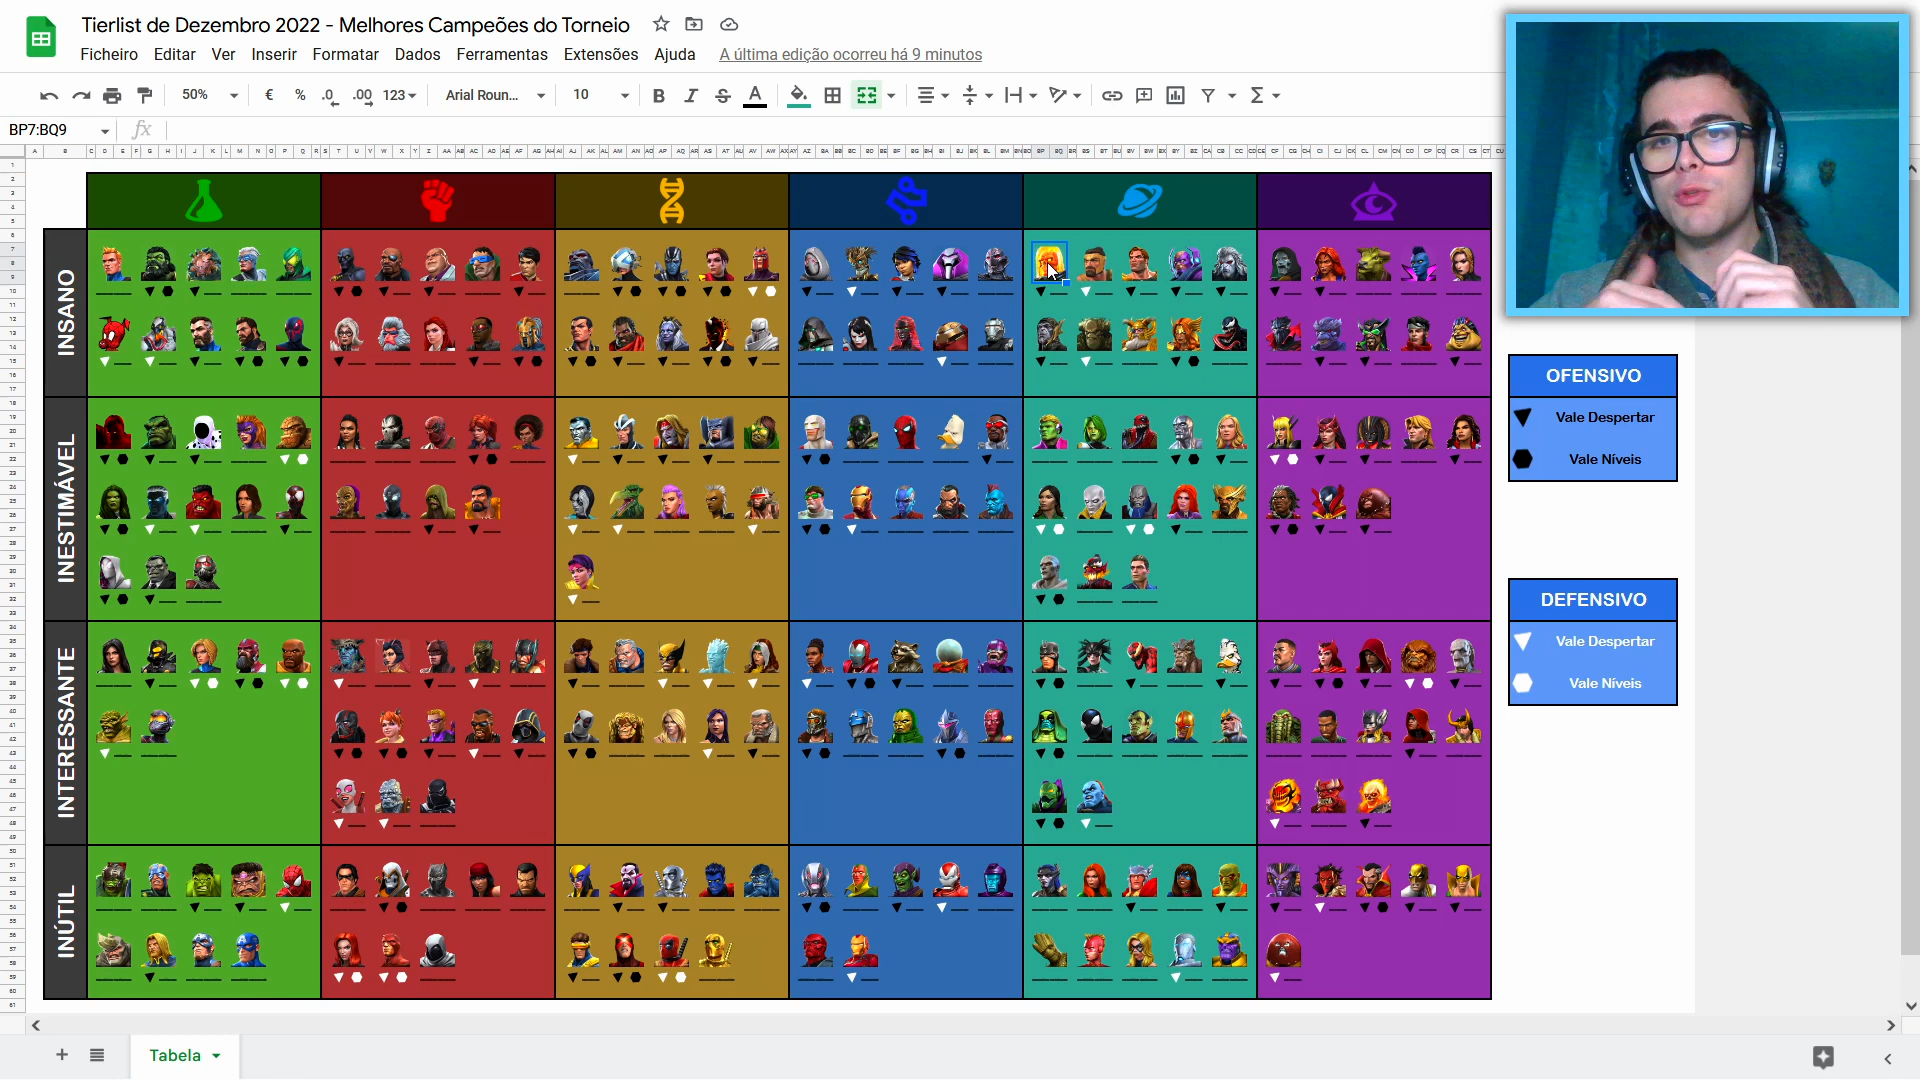 Tierlist de Dezembro 2022 - Melhores Campeões do Torneio
Ficheiro Editar Ver Inserir Formatar Dados Ferramentas Extensões Ajuda A última edição ocorreu há 9 minutos
50% € % .0 .00 123 Arial Roun... 10 B I S A
BP7:BQ9 fx
INSANO
INESTIMÁVEL
INTERESSANTE
INÚTIL
OFENSIVO
Vale Despertar
Vale Níveis
DEFENSIVO
Vale Despertar
Vale Níveis
+ Tabela